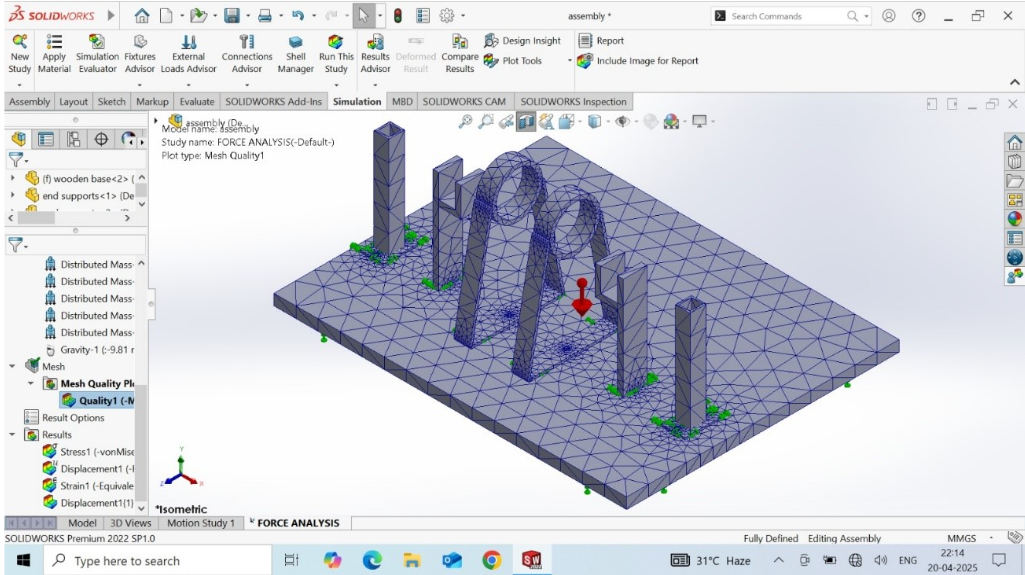 SOLIDWORKS
assembly *
Search Commands
New Study
Apply Material
Simulation Evaluator
Fixtures Advisor
External Loads Advisor
Connections Advisor
Shell Manager
Run This Study
Results Advisor
Deformed Result
Compare Results
Design Insight
Plot Tools
Report
Include Image for Report
Assembly Layout Sketch Markup Evaluate SOLIDWORKS Add-Ins Simulation MBD SOLIDWORKS CAM SOLIDWORKS Inspection
assembly (De...
Model name: assembly
Study name: FORCE ANALYSIS(-Default-)
Plot type: Mesh Quality1
(f) wooden base<2> (
end supports<1> (De
Distributed Mass-
Distributed Mass-
Distributed Mass-
Distributed Mass-
Distributed Mass-
Gravity-1 (:-9.81 r
Mesh
Mesh Quality Pl
Quality1 (-M
Result Options
Results
Stress1 (-vonMise
Displacement1 (-
Strain1 (-Equivale
Displacement1{1}
Y
Z
X
*Isometric
Model 3D Views Motion Study 1 FORCE ANALYSIS
SOLIDWORKS Premium 2022 SP1.0
Fully Defined Editing Assembly MMGS
Type here to search
SW
31°C Haze
ENG
22:14
20-04-2025